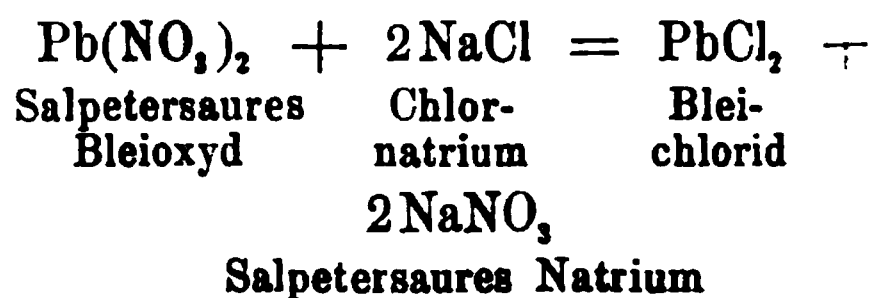 Pb(NO₃)₂ + 2NaCl = PbCl₂ +
Salpetersaures Chlor- Blei-
Bleioxyd natrium chlorid
2NaNO₃
Salpetersaures Natrium